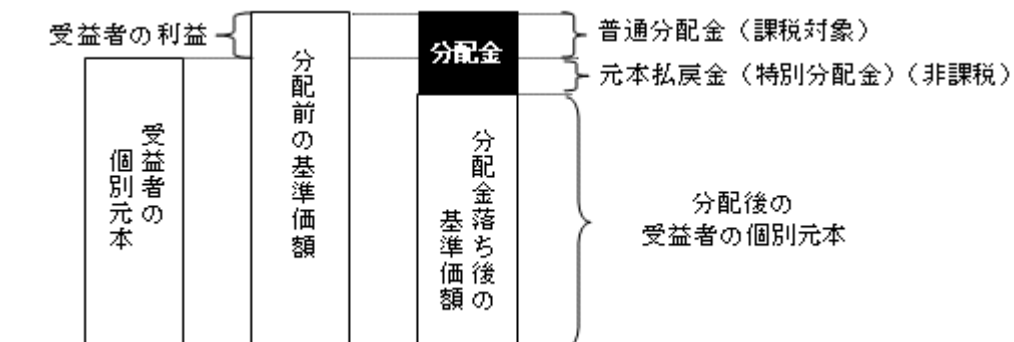 受益者の利益
受益者の
個別元本
分配前の基準価額
分配金
分配金落ち後の
基準価額
普通分配金（課税対象）
元本払戻金（特別分配金）（非課税）
分配後の
受益者の個別元本